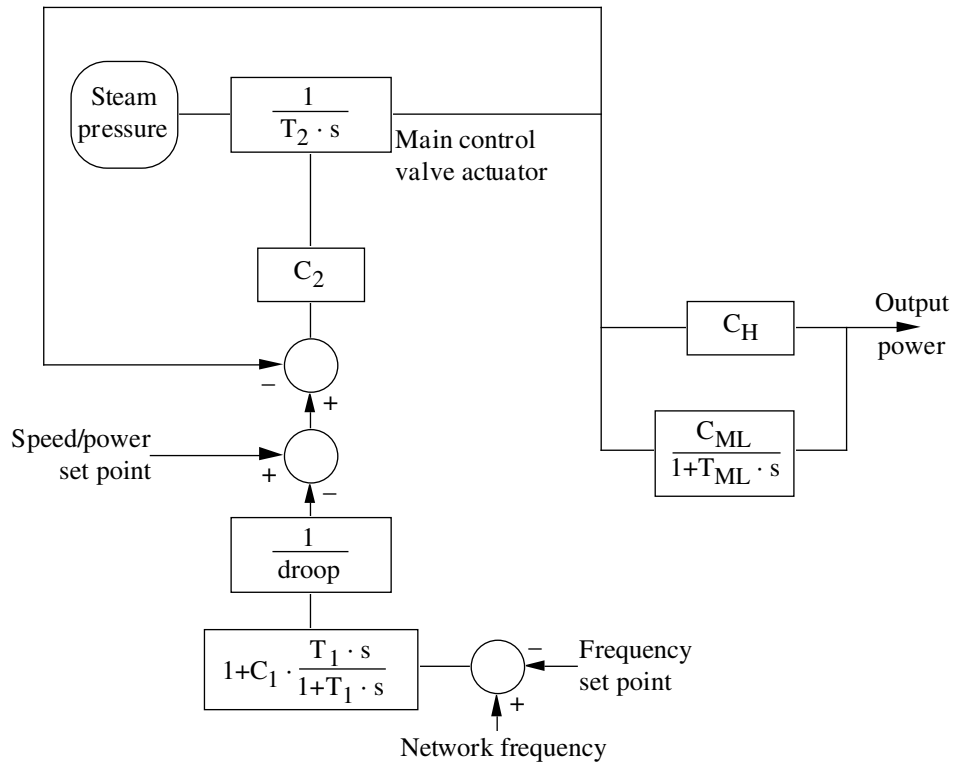 Steam
pressure
1
T2 · s
Main control
valve actuator
C2
−
+
Speed/power
set point
+
−
1
droop
1+C1 · T1 · s
1+T1 · s
−
Frequency
set point
+
Network frequency
CH
Output
power
CML
1+TML · s